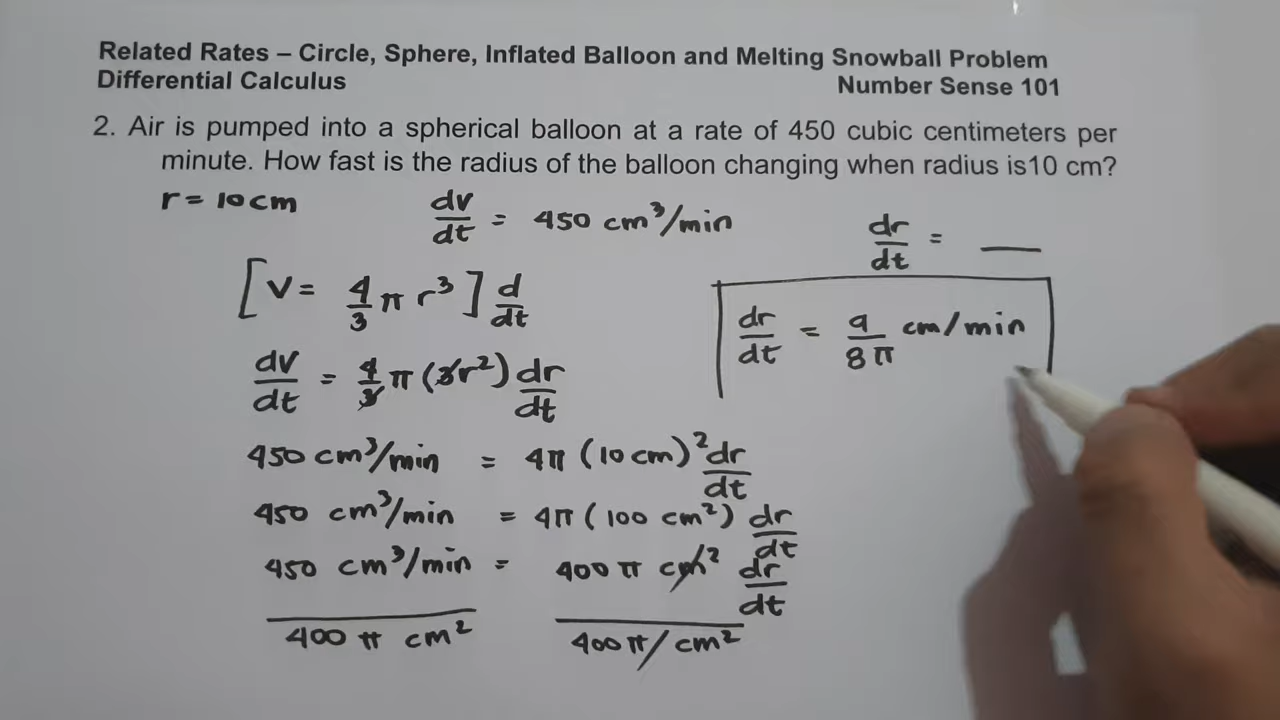 Related Rates – Circle, Sphere, Inflated Balloon and Melting Snowball Problem
Differential Calculus Number Sense 101
2. Air is pumped into a spherical balloon at a rate of 450 cubic centimeters per
minute. How fast is the radius of the balloon changing when radius is10 cm?
r = 10cm dv/dt = 450 cm³/min dr/dt = ___
[V = 4/3 π r³] d/dt
dr/dt = 9/8π cm/min
dv/dt = 4/3 π (3r²) dr/dt
450 cm³/min = 4π (10cm)² dr/dt
450 cm³/min = 4π (100 cm²) dr/dt
450 cm³/min = 400 π cm² dr/dt
400 π cm² 400π/cm²